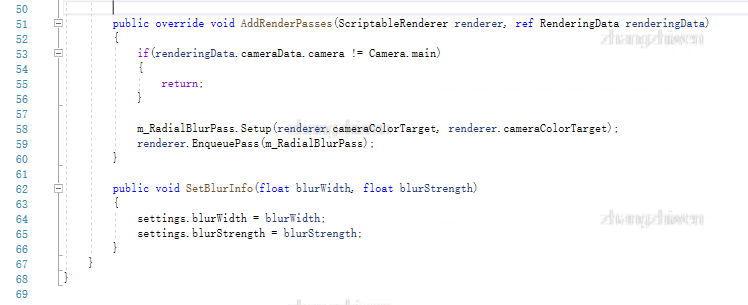 50
51 public override void AddRenderPasses(ScriptableRenderer renderer, ref RenderingData renderingData)
52 {
53 if(renderingData.cameraData.camera != Camera.main)
54 {
55 return;
56 }
57
58 m_RadialBlurPass.Setup(renderer.cameraColorTarget, renderer.cameraColorTarget);
59 renderer.EnqueuePass(m_RadialBlurPass);
60 }
61
62 public void SetBlurInfo(float blurWidth, float blurStrength)
63 {
64 settings.blurWidth = blurWidth;
65 settings.blurStrength = blurStrength;
66 }
67 }
68 }
69
zhangzhiwen
zhangzhiwen
zhangzhiwen